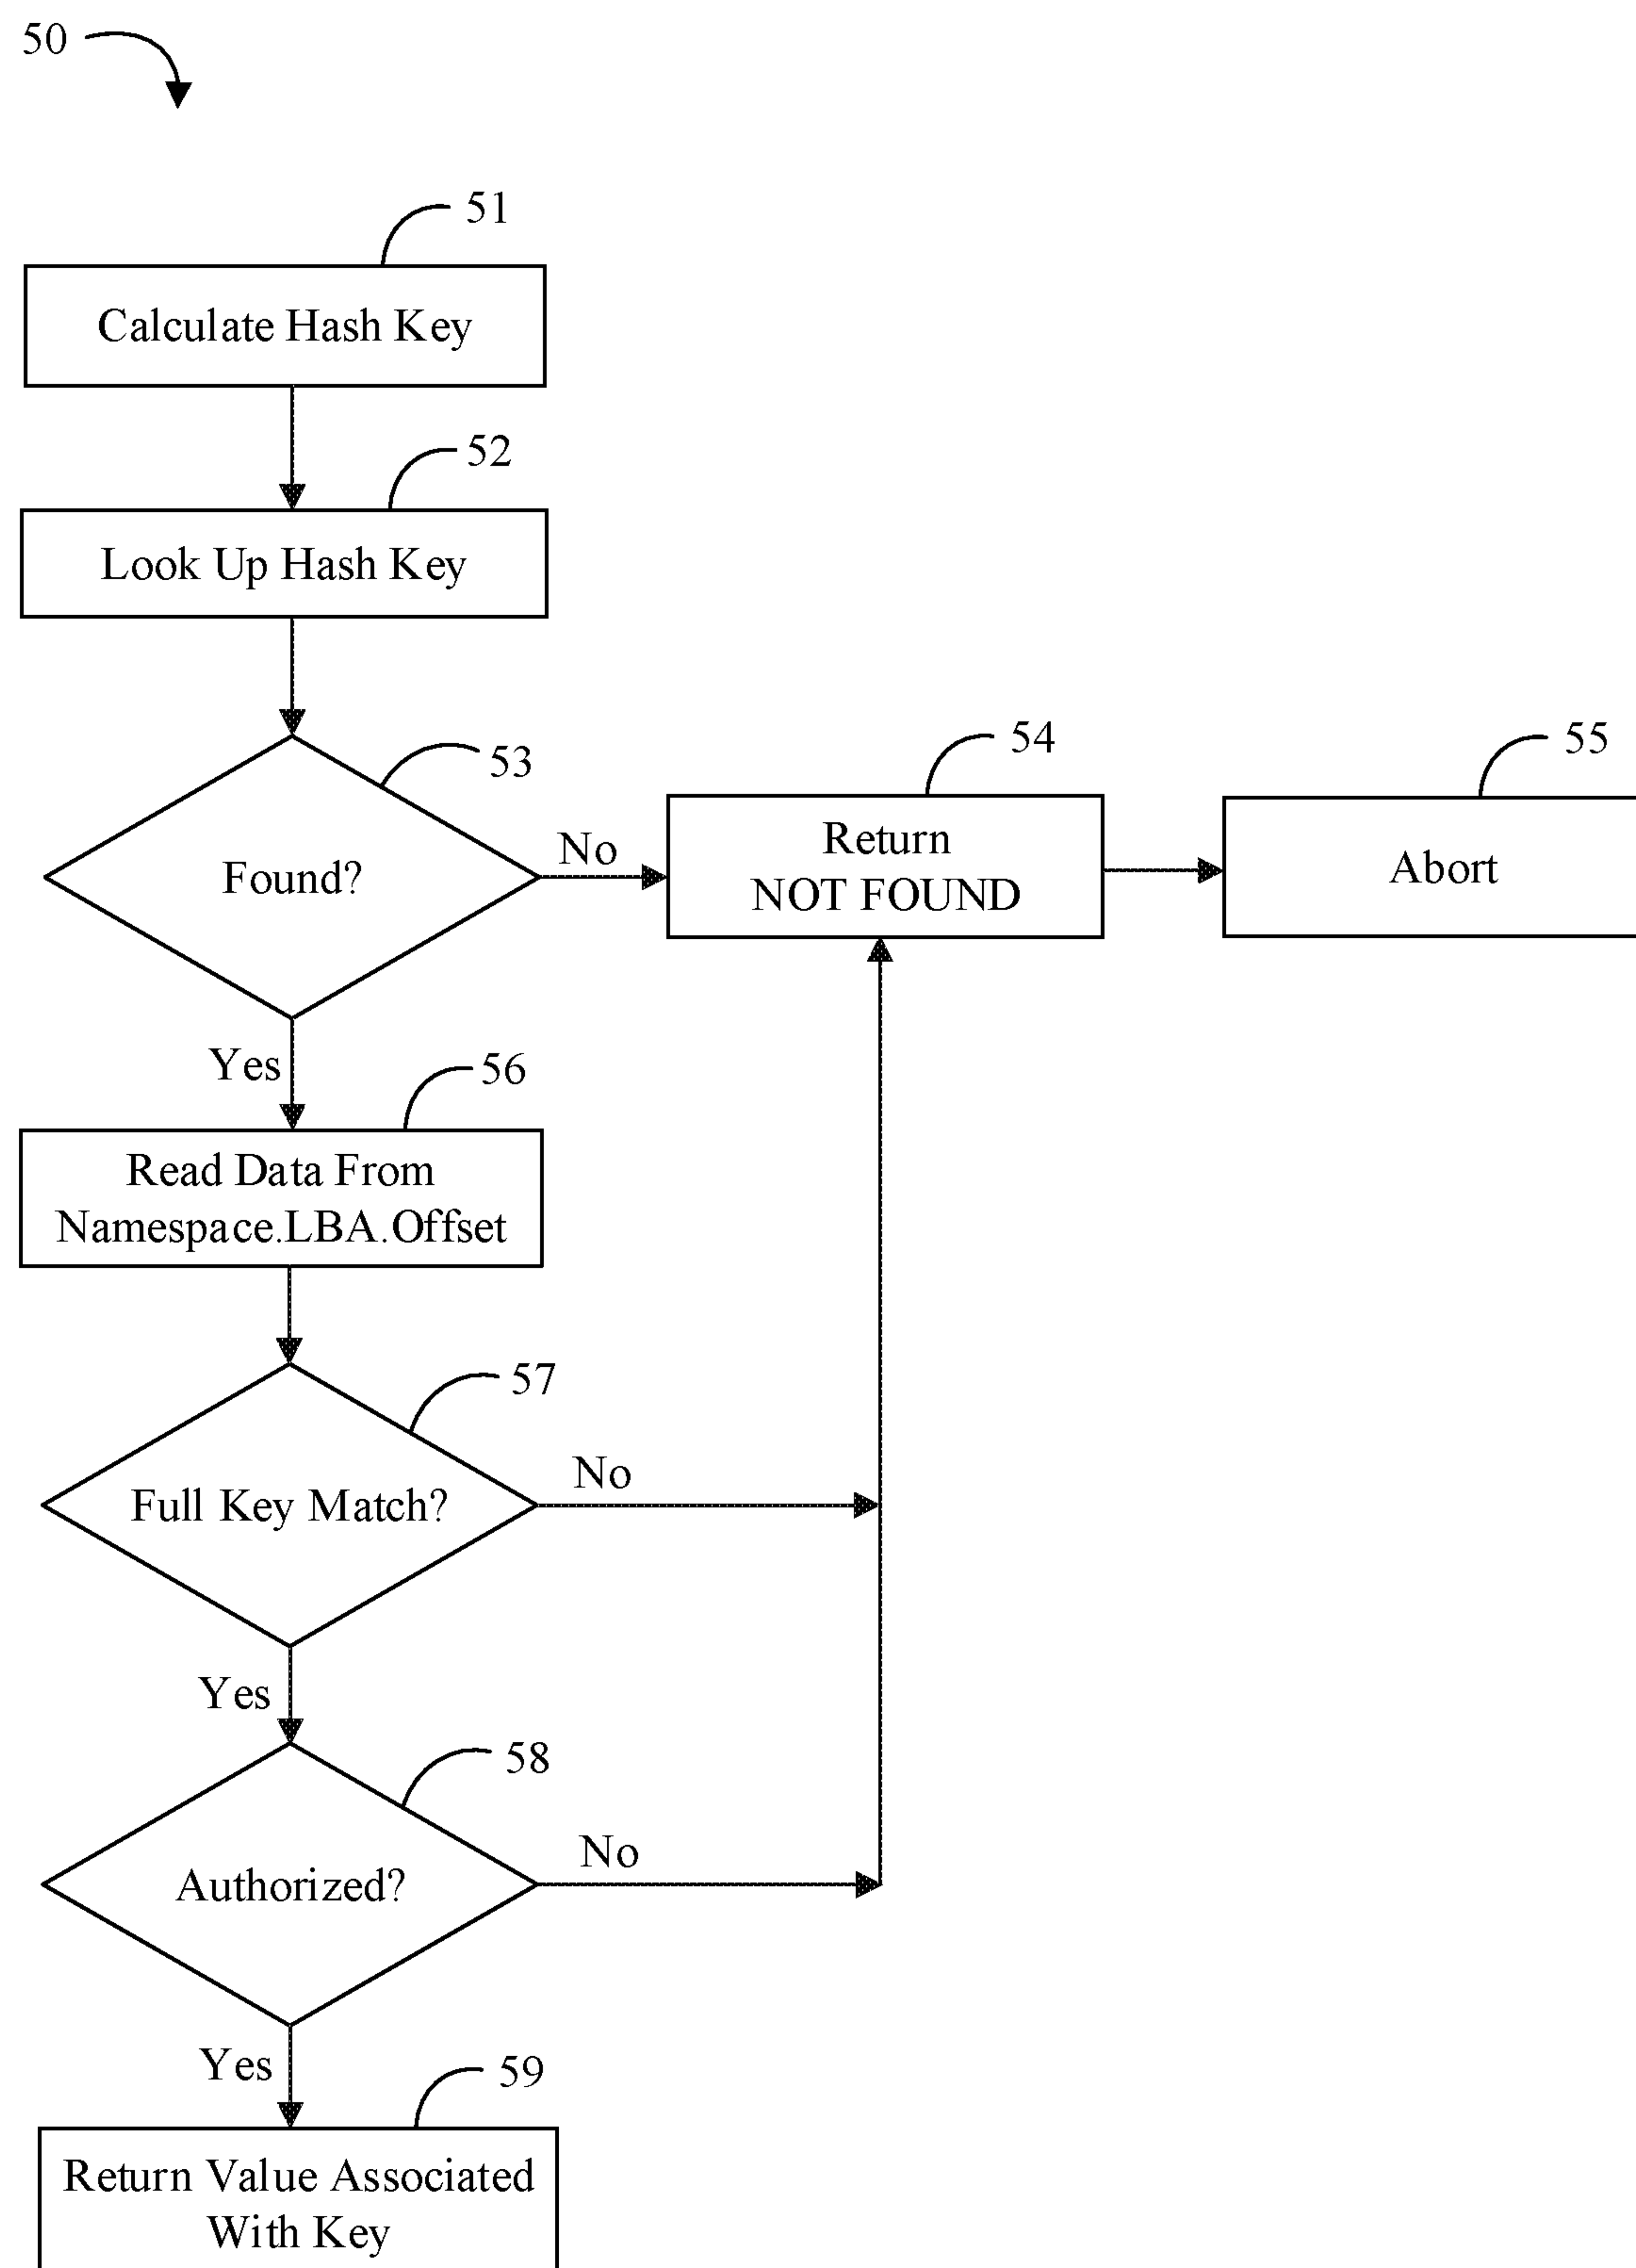 50
51
Calculate Hash Key
52
Look Up Hash Key
53
Found?
No
54
Return
NOT FOUND
55
Abort
Yes
56
Read Data From
Namespace.LBA.Offset
57
Full Key Match?
No
Yes
58
Authorized?
No
Yes
59
Return Value Associated
With Key